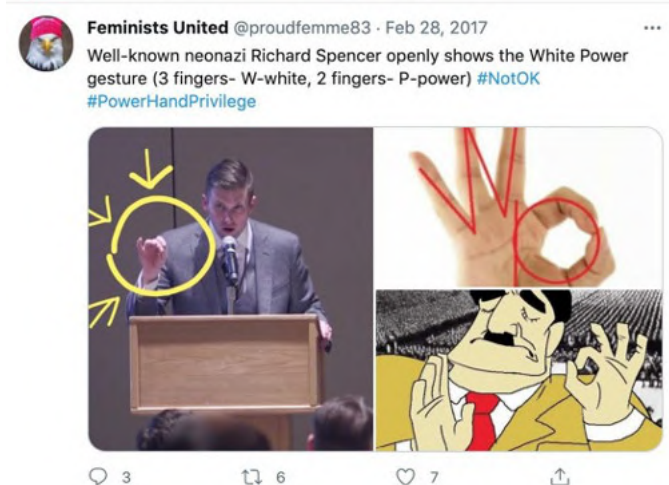 Feminists United @proudfemme83 · Feb 28, 2017
Well-known neonazi Richard Spencer openly shows the White Power
gesture (3 fingers- W-white, 2 fingers- P-power) #NotOK
#PowerHandPrivilege
3 6 7